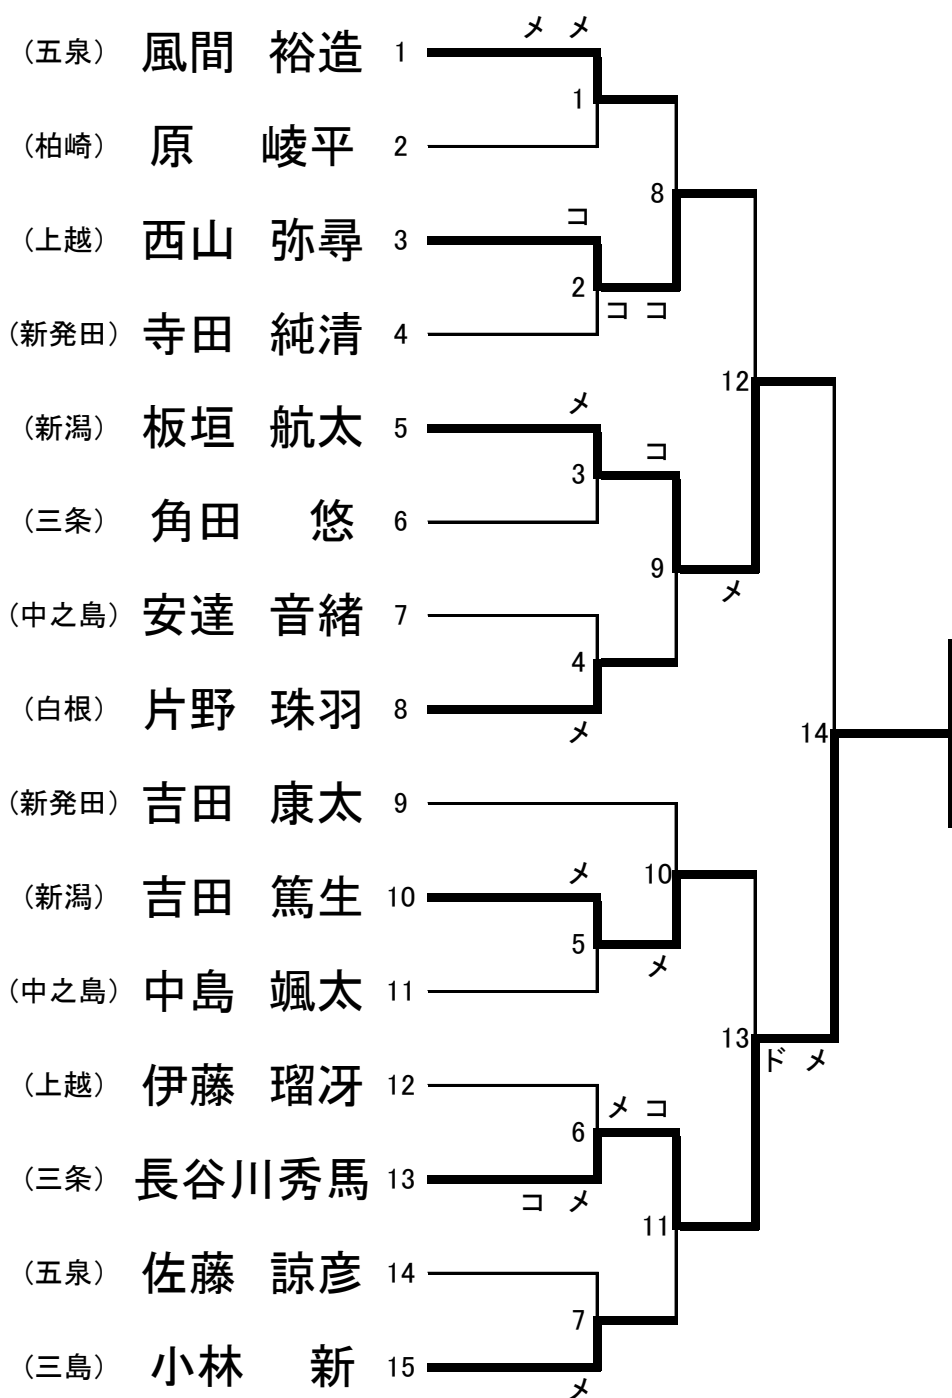 メ メ
(五泉) 風間 裕造 1
1
(柏崎) 原 崚平 2
8
コ
(上越) 西山 弥尋 3
2
コ コ
(新発田) 寺田 純清 4
12
メ
(新潟) 板垣 航太 5
コ
3
(三条) 角田 悠 6
9
メ
(中之島) 安達 音緒 7
4
(白根) 片野 珠羽 8
メ
14
(新発田) 吉田 康太 9
メ
10
(新潟) 吉田 篤生 10
5
メ
(中之島) 中島 颯太 11
13
ド メ
(上越) 伊藤 瑠冴 12
メ コ
6
(三条) 長谷川秀馬 13
コ メ
11
(五泉) 佐藤 諒彦 14
7
(三島) 小林 新 15
メ